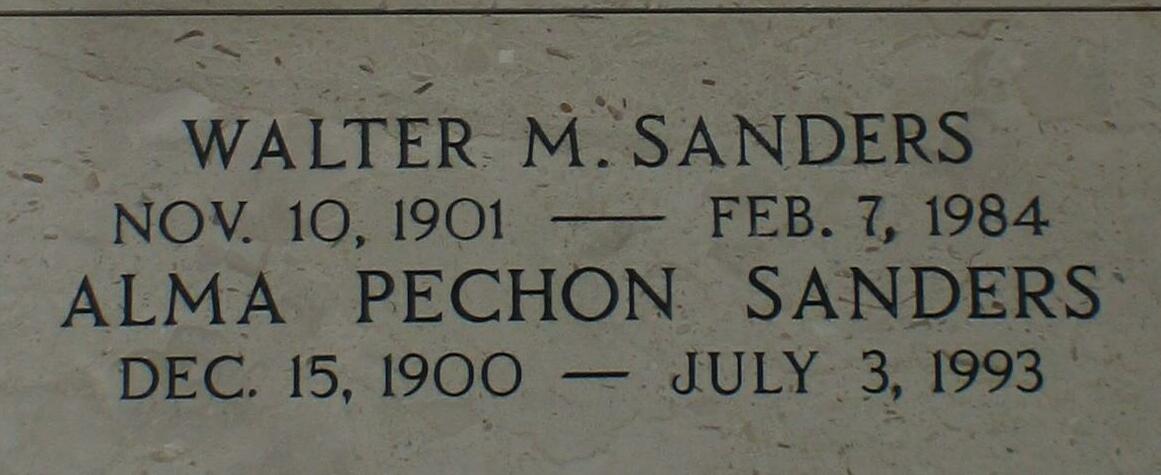 WALTER M. SANDERS
NOV. 10, 1901 — FEB. 7, 1984
ALMA PECHON SANDERS
DEC. 15, 1900 — JULY 3, 1993